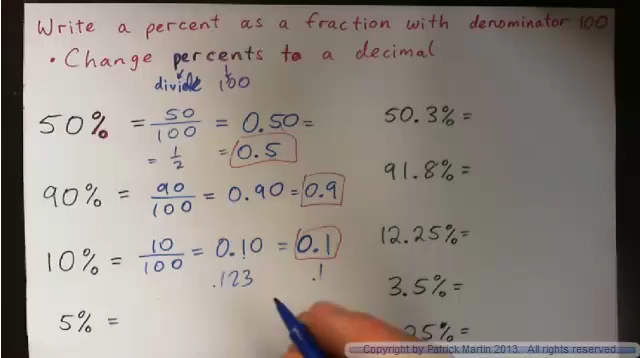 Write a percent as a fraction with denominator 100
• Change percents to a decimal
divide 100
50% = 50/100 = 0.50 =
= 1/2 = 0.5
90% = 90/100 = 0.90 = 0.9
10% = 10/100 = 0.10 = 0.1
.123 .1
5% =
50.3% =
91.8% =
12.25% =
3.5% =
25% =
Copyright by Patrick Martin 2013. All rights reserved.